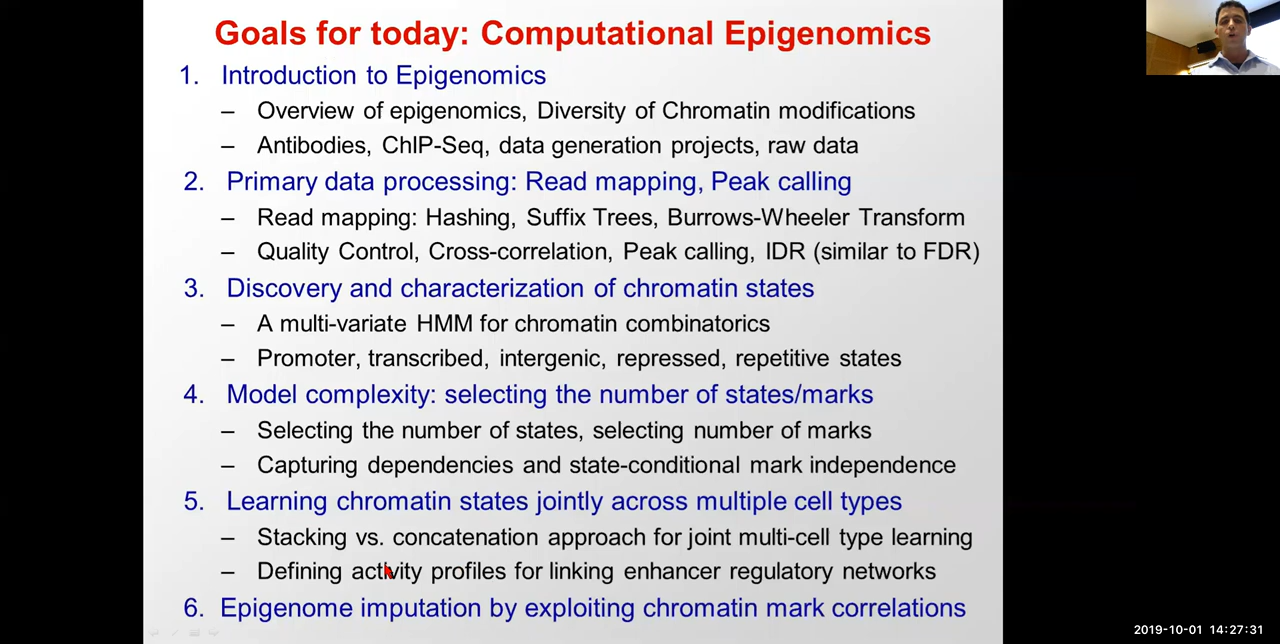 Goals for today: Computational Epigenomics
1. Introduction to Epigenomics
– Overview of epigenomics, Diversity of Chromatin modifications
– Antibodies, ChIP-Seq, data generation projects, raw data
2. Primary data processing: Read mapping, Peak calling
– Read mapping: Hashing, Suffix Trees, Burrows-Wheeler Transform
– Quality Control, Cross-correlation, Peak calling, IDR (similar to FDR)
3. Discovery and characterization of chromatin states
– A multi-variate HMM for chromatin combinatorics
– Promoter, transcribed, intergenic, repressed, repetitive states
4. Model complexity: selecting the number of states/marks
– Selecting the number of states, selecting number of marks
– Capturing dependencies and state-conditional mark independence
5. Learning chromatin states jointly across multiple cell types
– Stacking vs. concatenation approach for joint multi-cell type learning
– Defining activity profiles for linking enhancer regulatory networks
6. Epigenome imputation by exploiting chromatin mark correlations
2019-10-01 14:27:31